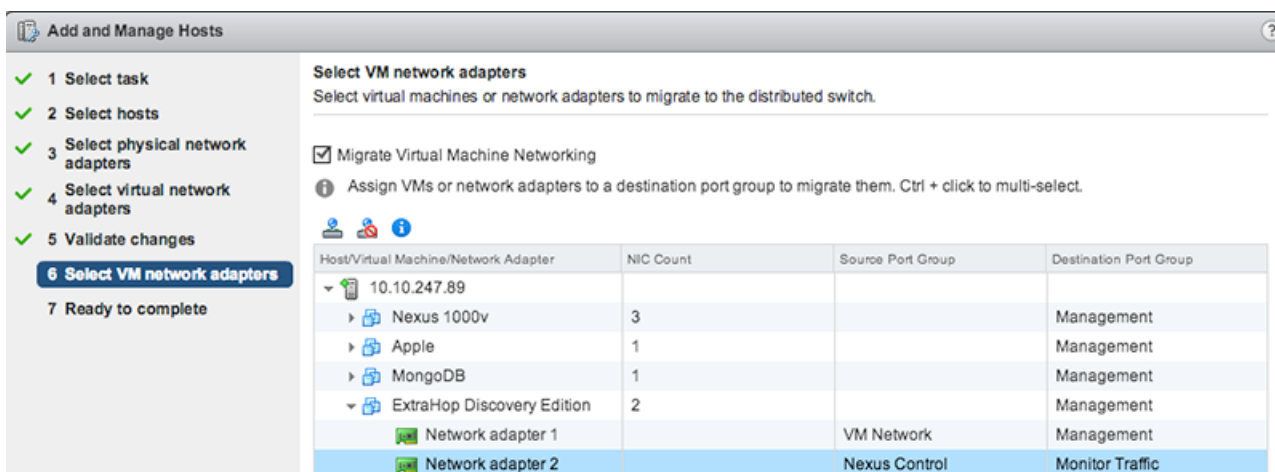 Add and Manage Hosts
?
1 Select task
2 Select hosts
3 Select physical network
adapters
4 Select virtual network
adapters
5 Validate changes
6 Select VM network adapters
7 Ready to complete
Select VM network adapters
Select virtual machines or network adapters to migrate to the distributed switch.
Migrate Virtual Machine Networking
Assign VMs or network adapters to a destination port group to migrate them. Ctrl + click to multi-select.
Host/Virtual Machine/Network Adapter NIC Count Source Port Group Destination Port Group
10.10.247.89
Nexus 1000v 3 Management
Apple 1 Management
MongoDB 1 Management
ExtraHop Discovery Edition 2 Management
Network adapter 1 VM Network Management
Network adapter 2 Nexus Control Monitor Traffic